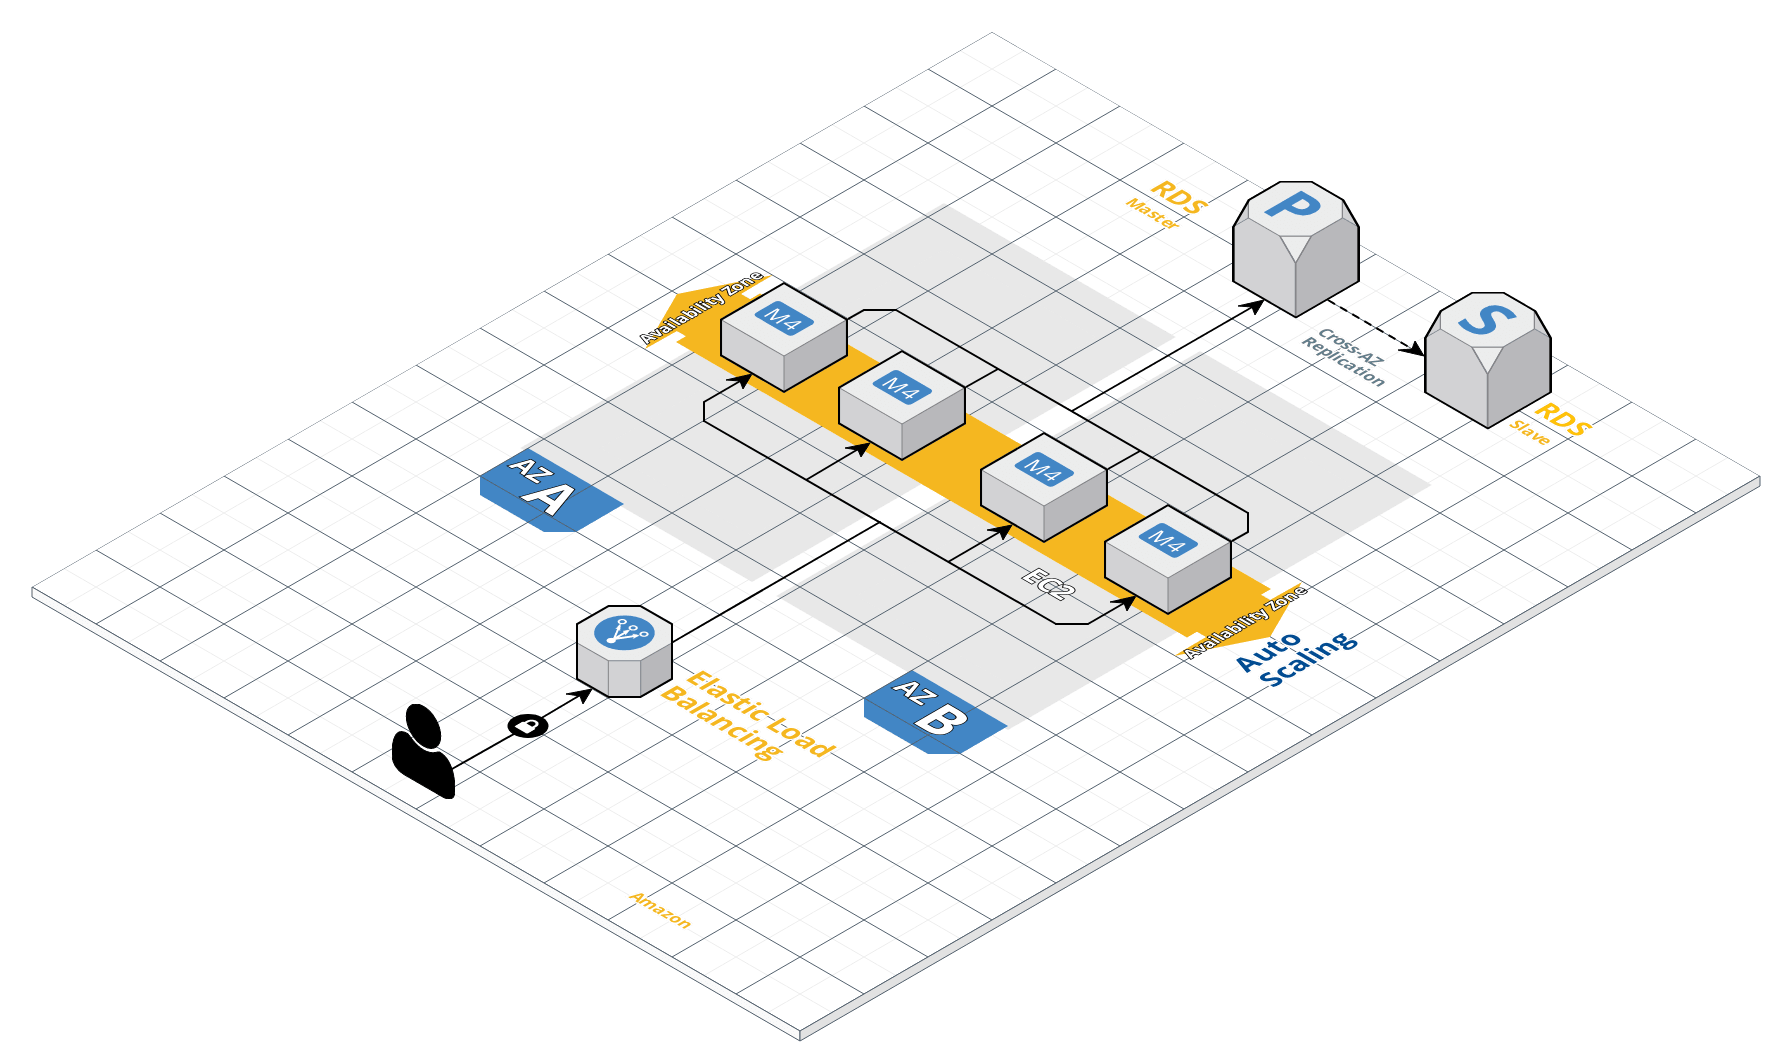 RDS
Master
P
S
Cross-AZ
Replication
RDS
Slave
Availability Zone
M4
M4
M4
M4
AZ A
EC2
Availability Zone
Auto
Scaling
Elastic Load
Balancing
AZ B
Amazon